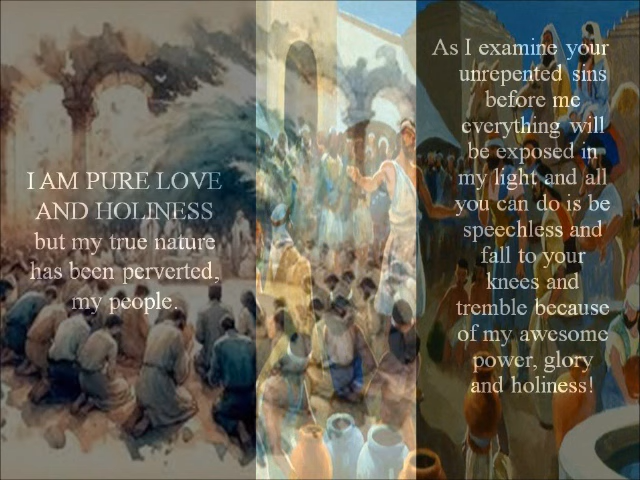 I AM PURE LOVE
AND HOLINESS
but my true nature
has been perverted,
my people.
As I examine your
unrepented sins
before me
everything will
be exposed in
my light and all
you can do is be
speechless and
fall to your
knees and
tremble because
of my awesome
power, glory
and holiness!